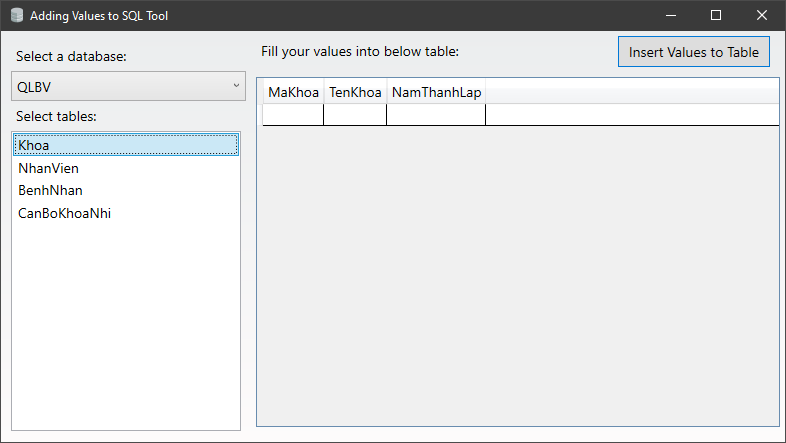 Adding Values to SQL Tool
Select a database:
QLBV
Select tables:
Khoa
NhanVien
BenhNhan
CanBoKhoaNhi
Fill your values into below table:
Insert Values to Table
MaKhoa TenKhoa NamThanhLap